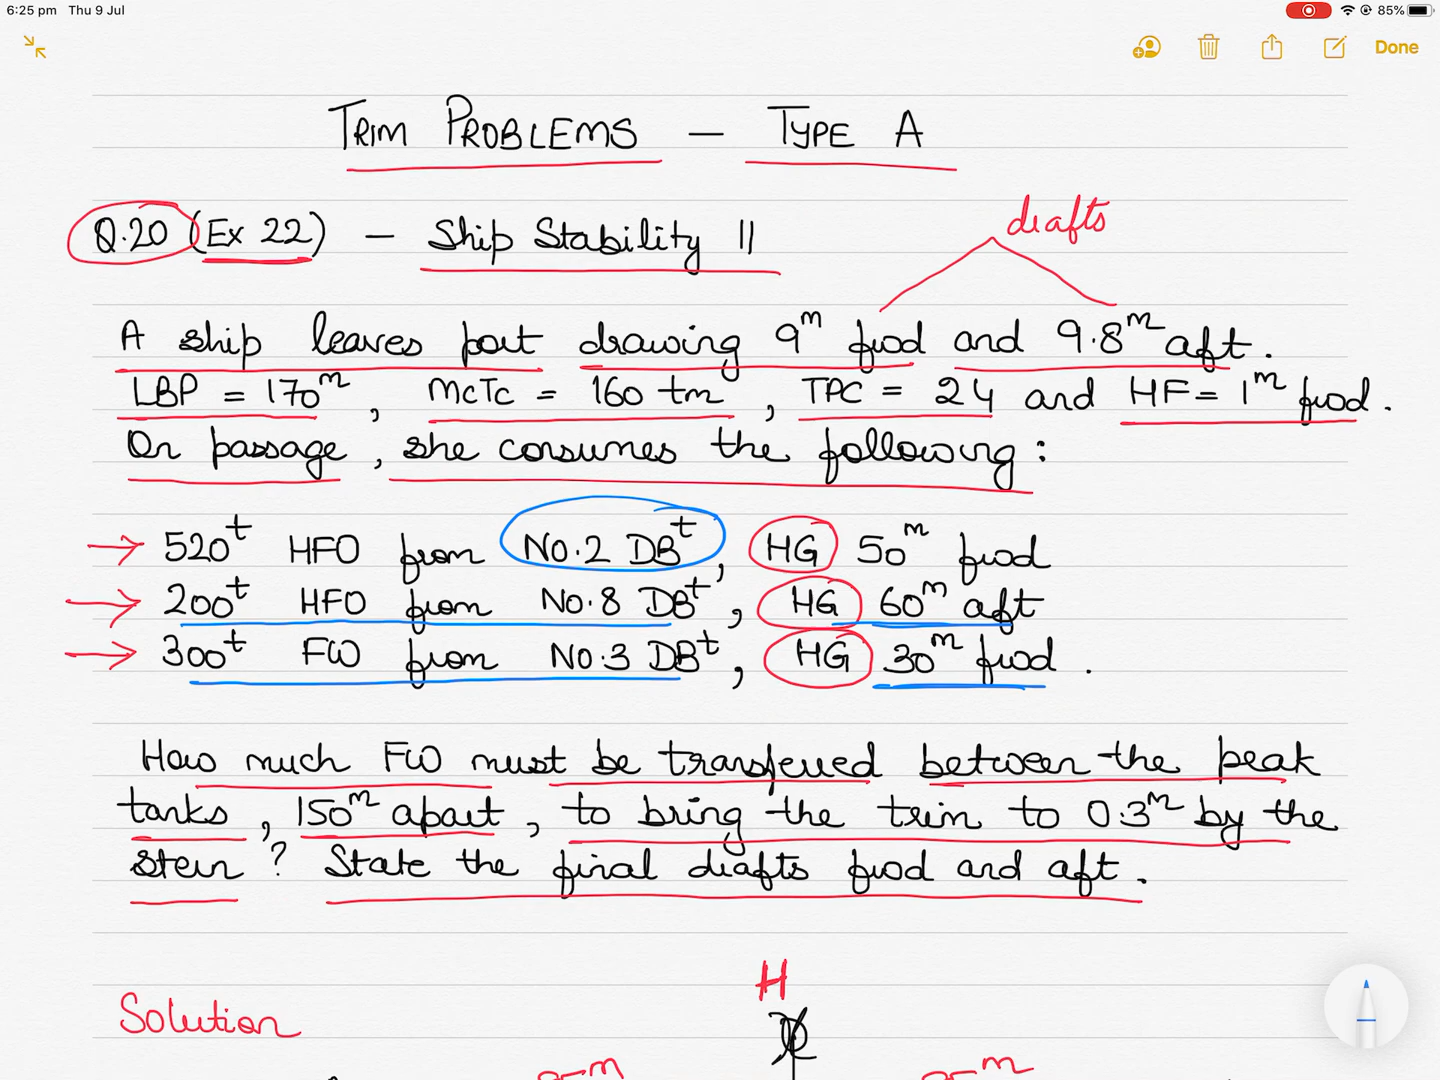 6:25 pm Thu 9 Jul
85%
Done
TRIM PROBLEMS — TYPE A
Q.20 (Ex 22) — Ship Stability II
drafts
A ship leaves port drawing 9m fwd and 9.8m aft.
LBP = 170m, MCTC = 160 tm, TPC = 24 and HF = 1m fwd.
On passage, she consumes the following:
→ 520t HFO from No.2 DBt, HG 50m fwd
→ 200t HFO from No.8 DBt, HG 60m aft
→ 300t FW from No.3 DBt, HG 30m fwd.
How much FW must be transferred between the peak
tanks, 150m apart, to bring the trim to 0.3m by the
stern? State the final drafts fwd and aft.
H
Solution